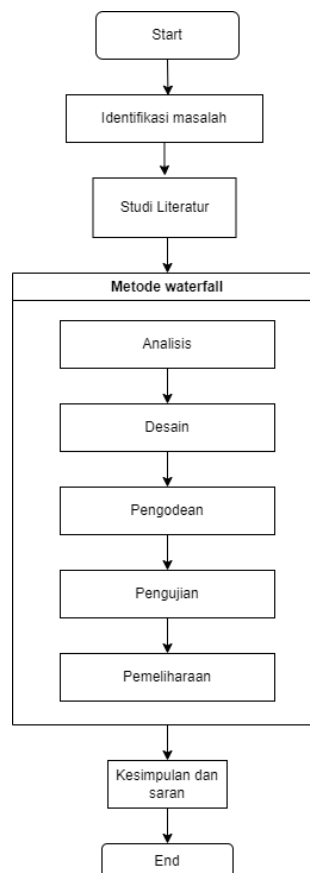 Start
Identifikasi masalah
Studi Literatur
Metode waterfall
Analisis
Desain
Pengodean
Pengujian
Pemeliharaan
Kesimpulan dan
saran
End